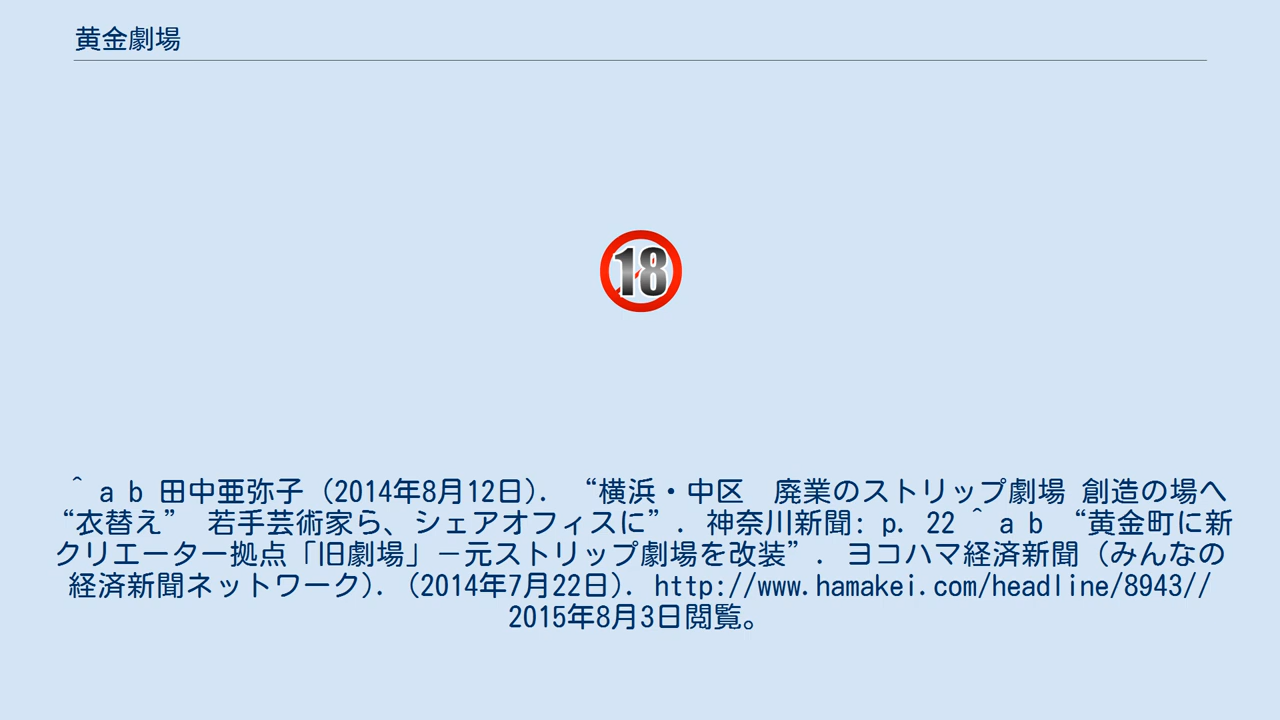 黄金劇場
18
^ a b 田中亜弥子 (2014年8月12日). “横浜・中区　廃業のストリップ劇場 創造の場へ
“衣替え”　若手芸術家ら、シェアオフィスに”. 神奈川新聞: p. 22 ^ a b “黄金町に新
クリエーター拠点「旧劇場」－元ストリップ劇場を改装”. ヨコハマ経済新聞 (みんなの
経済新聞ネットワーク). (2014年7月22日). http://www.hamakei.com/headline/8943//
2015年8月3日閲覧。